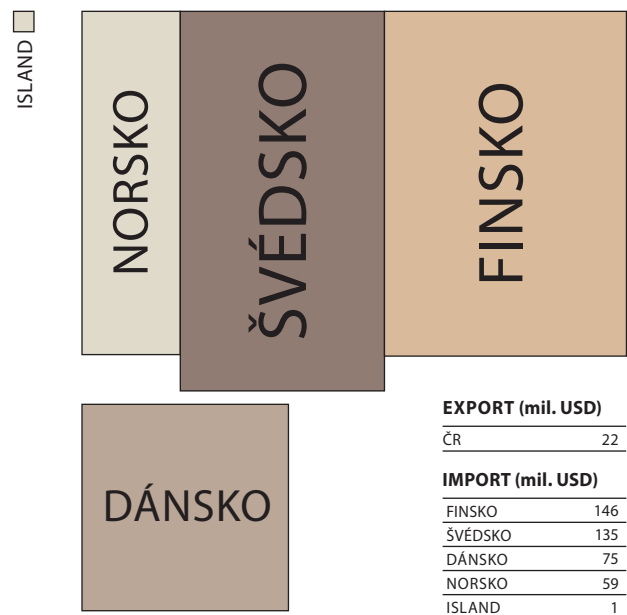 ISLAND
NORSKO
ŠVÉDSKO
FINSKO
DÁNSKO
EXPORT (mil. USD)
ČR 22
IMPORT (mil. USD)
FINSKO 146
ŠVÉDSKO 135
DÁNSKO 75
NORSKO 59
ISLAND 1